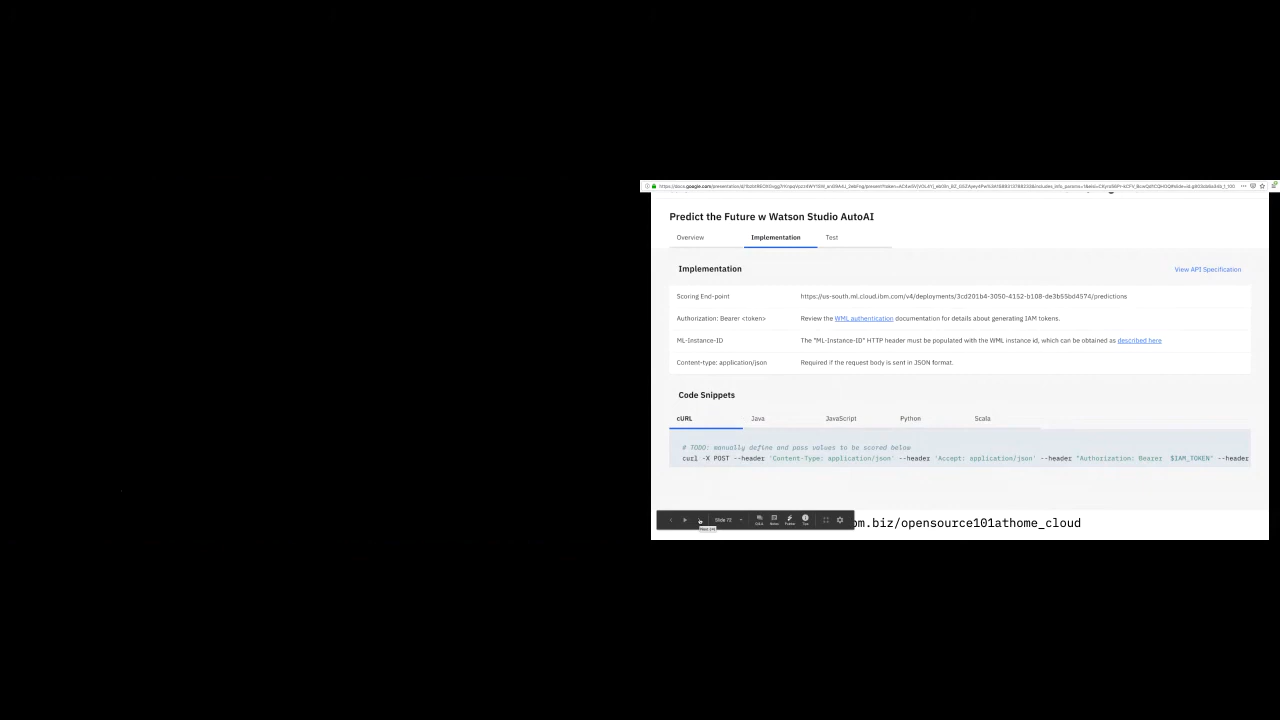 Predict the Future w Watson Studio AutoAI
Overview Implementation Test
Implementation View API Specification
Scoring End-point https://us-south.ml.cloud.ibm.com/v4/deployments/3cd201b4-3050-4152-b108-de3b55bd4574/predictions
Authorization: Bearer <token> Review the WML authentication documentation for details about generating IAM tokens.
ML-Instance-ID The "ML-Instance-ID" HTTP header must be populated with the WML instance id, which can be obtained as described here
Content-type: application/json Required if the request body is sent in JSON format.
Code Snippets
cURL Java JavaScript Python Scala
# TODO: manually define and pass values to be scored below
curl -X POST --header 'Content-Type: application/json' --header 'Accept: application/json' --header "Authorization: Bearer $IAM_TOKEN" --header
Slide 72
om.biz/opensource101athome_cloud